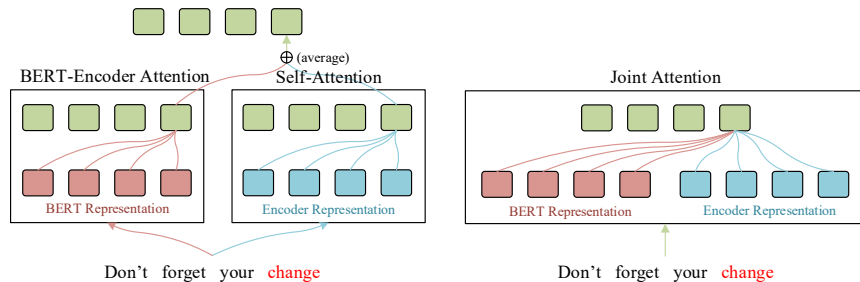 ⊕ (average)
BERT-Encoder Attention
Self-Attention
Joint Attention
BERT Representation
Encoder Representation
BERT Representation
Encoder Representation
Don't forget your change
Don't forget your change